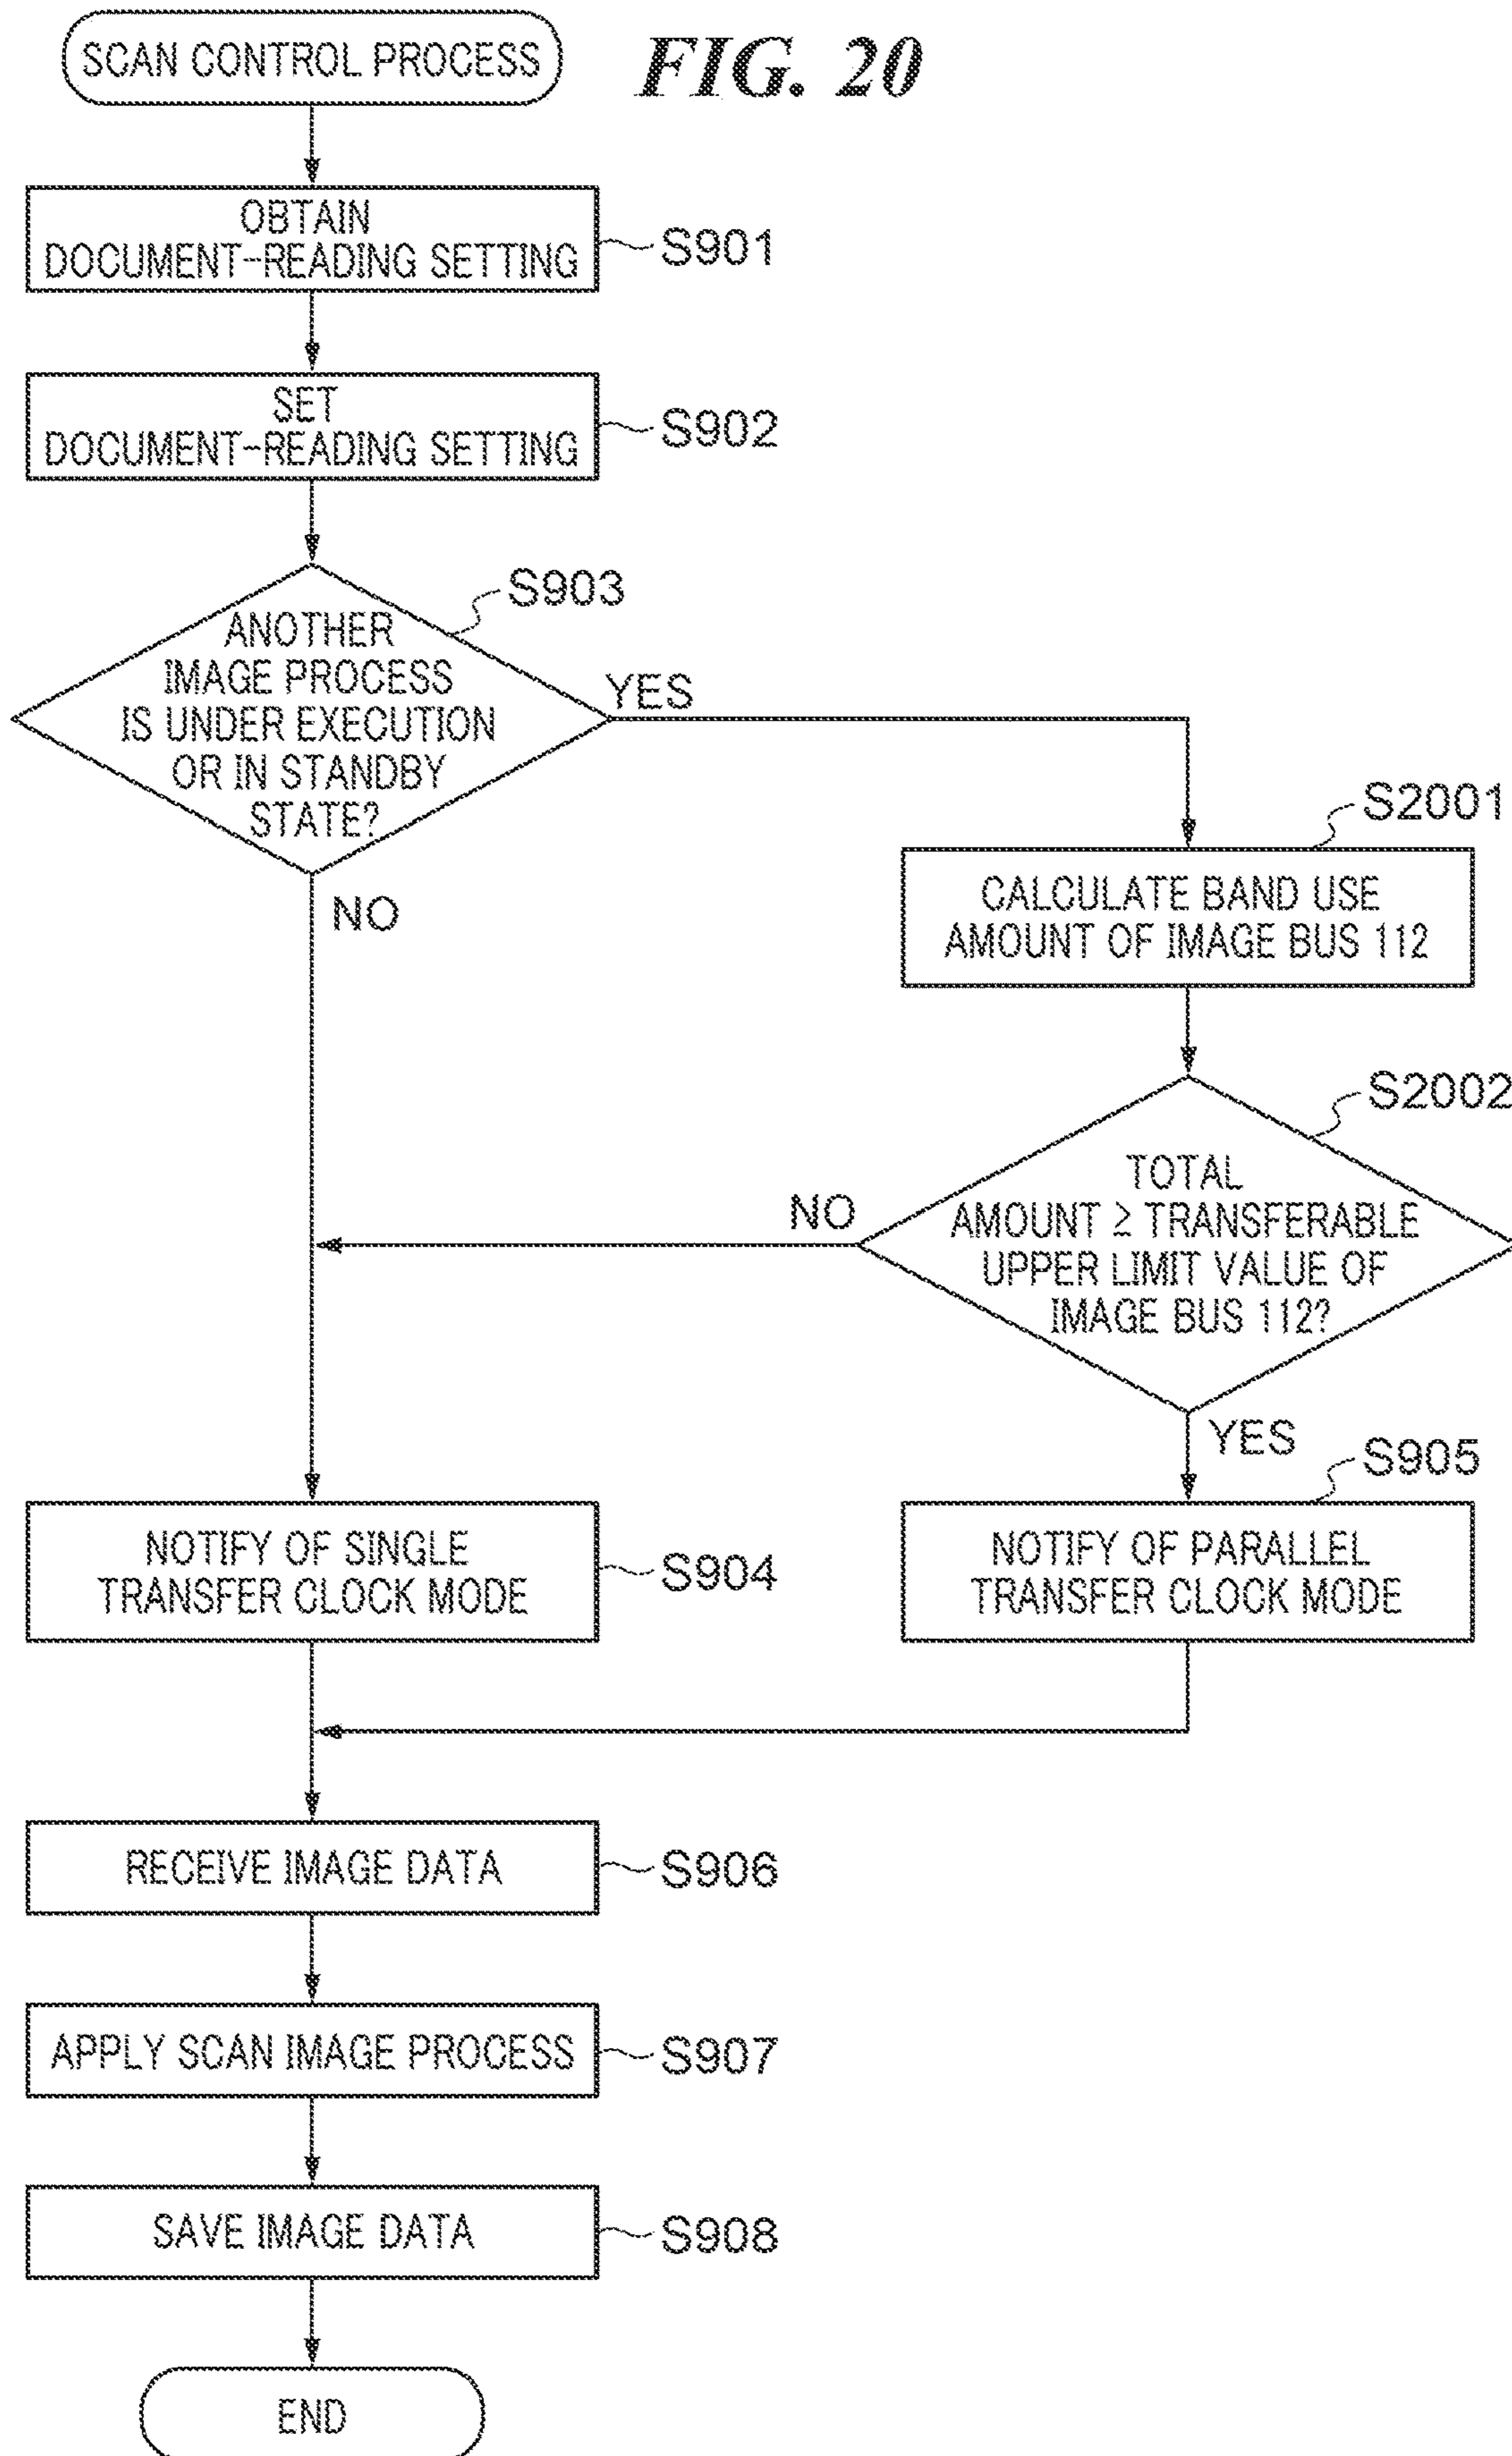 SCAN CONTROL PROCESS
FIG. 20
OBTAIN
DOCUMENT-READING SETTING
S901
SET
DOCUMENT-READING SETTING
S902
S903
ANOTHER
IMAGE PROCESS
IS UNDER EXECUTION
OR IN STANDBY
STATE?
YES
NO
S2001
CALCULATE BAND USE
AMOUNT OF IMAGE BUS 112
S2002
TOTAL
AMOUNT ≥ TRANSFERABLE
UPPER LIMIT VALUE OF
IMAGE BUS 112?
NO
YES
NOTIFY OF SINGLE
TRANSFER CLOCK MODE
S904
S905
NOTIFY OF PARALLEL
TRANSFER CLOCK MODE
RECEIVE IMAGE DATA
S906
APPLY SCAN IMAGE PROCESS
S907
SAVE IMAGE DATA
S908
END